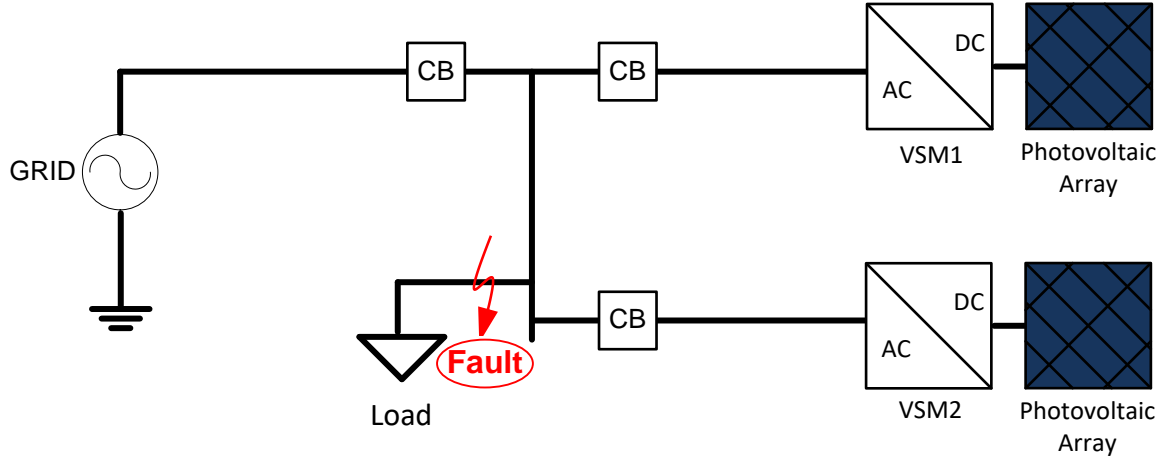 CB
CB
DC
AC
GRID
VSM1
Photovoltaic
Array
CB
DC
AC
Fault
Load
VSM2
Photovoltaic
Array